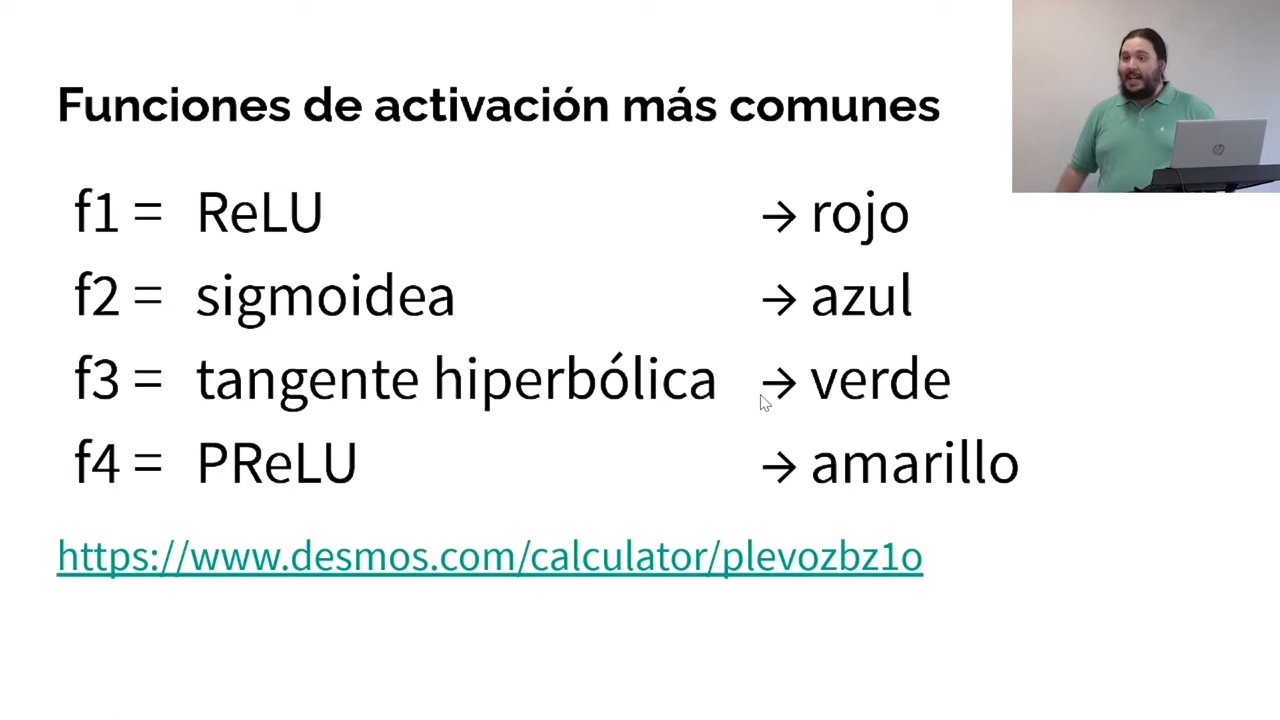 Funciones de activación más comunes
f1 = ReLU → rojo
f2 = sigmoidea → azul
f3 = tangente hiperbólica → verde
f4 = PReLU → amarillo
https://www.desmos.com/calculator/plevozbz1o